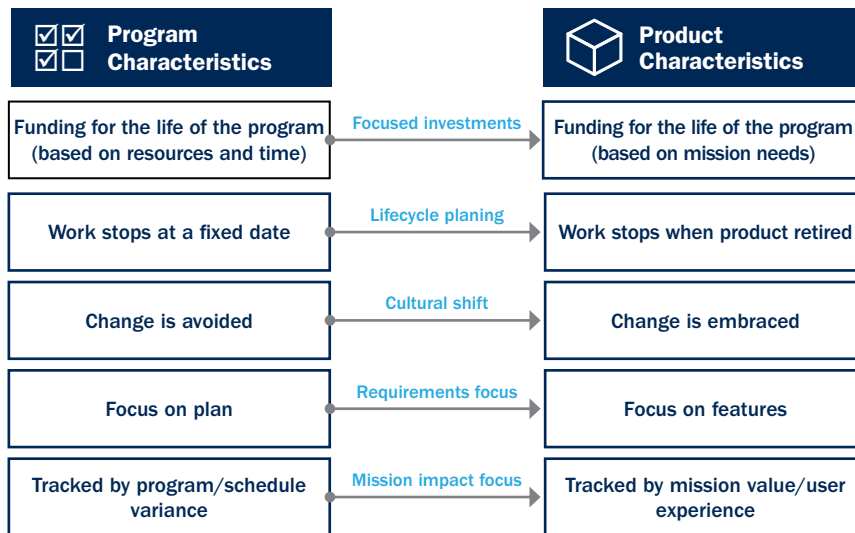 Program
Characteristics
Product
Characteristics
Funding for the life of the program
(based on resources and time)
Focused investments
Funding for the life of the program
(based on mission needs)
Work stops at a fixed date
Lifecycle planing
Work stops when product retired
Change is avoided
Cultural shift
Change is embraced
Focus on plan
Requirements focus
Focus on features
Tracked by program/schedule
variance
Mission impact focus
Tracked by mission value/user
experience